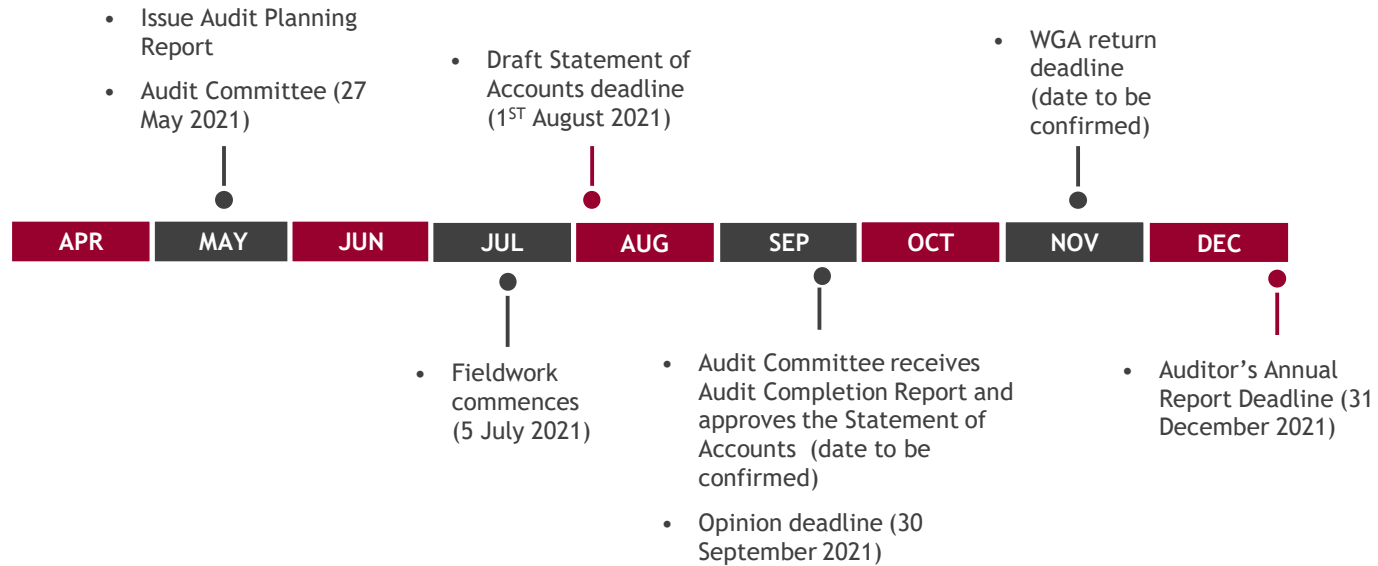 • Issue Audit Planning
Report
• Audit Committee (27
May 2021)
• Draft Statement of
Accounts deadline
(1ST August 2021)
• WGA return
deadline
(date to be
confirmed)
APR
MAY
JUN
JUL
AUG
SEP
OCT
NOV
DEC
• Fieldwork
commences
(5 July 2021)
• Audit Committee receives
Audit Completion Report and
approves the Statement of
Accounts (date to be
confirmed)
• Opinion deadline (30
September 2021)
• Auditor’s Annual
Report Deadline (31
December 2021)